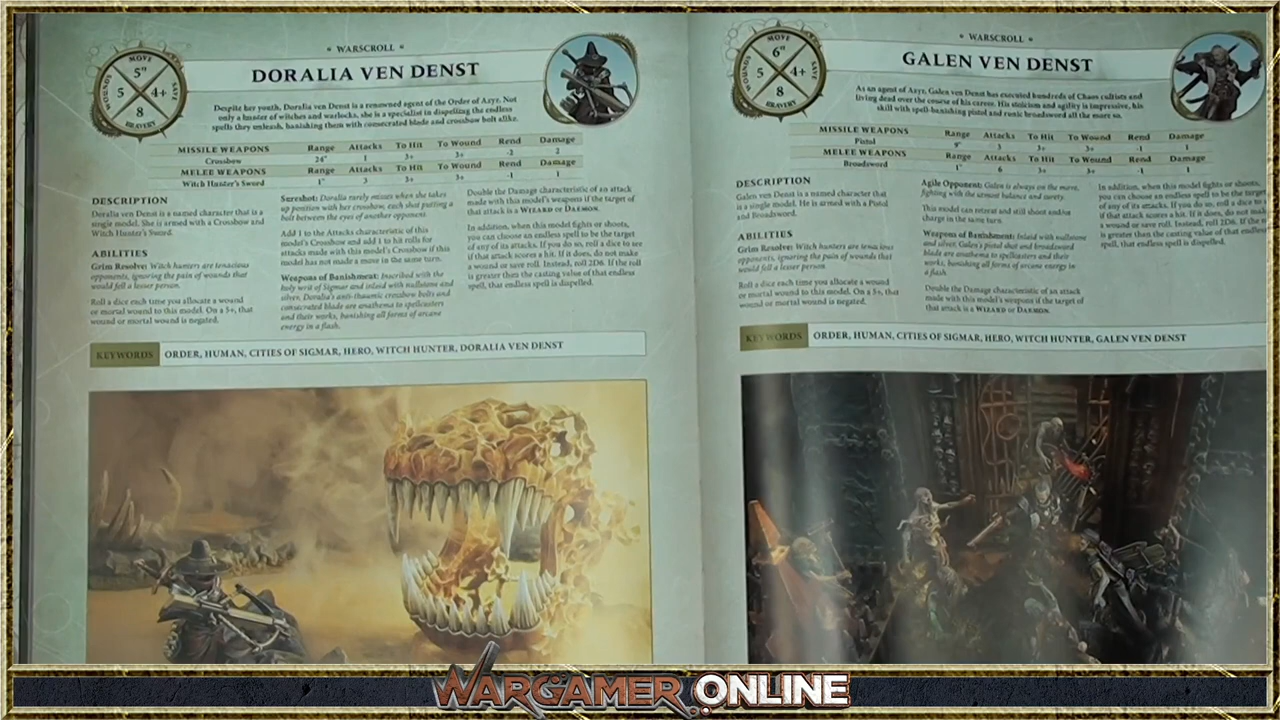 WARSCROLL
DORALIA VEN DENST
MOVE
5"
WOUNDS
5
4+
SAVE
8
BRAVERY
Despite her youth, Doralia ven Denst is a renowned agent of the Order of Azyr. Not
only a hunter of witches and warlocks, she is a specialist in dispelling the endless
spells they unleash, banishing them with consecrated blade and crossbow bolt alike.
MISSILE WEAPONS Range Attacks To Hit To Wound Rend Damage
Crossbow 24" 1 3+ 3+ -2 2
MELEE WEAPONS Range Attacks To Hit To Wound Rend Damage
Witch Hunter's Sword 1" 3 3+ 3+ -1 1
DESCRIPTION
Doralia ven Denst is a named character that is a
single model. She is armed with a Crossbow and
Witch Hunter's Sword.
ABILITIES
Grim Resolve: Witch hunters are tenacious
opponents, ignoring the pain of wounds that
would fell a lesser person.
Roll a dice each time you allocate a wound
or mortal wound to this model. On a 5+, that
wound or mortal wound is negated.
Sureshot: Doralia rarely misses when she takes
up position with her crossbow, each shot putting a
bolt between the eyes of another opponent.
Add 1 to the Attacks characteristic of this
model's Crossbow and add 1 to hit rolls for
attacks made with this model's Crossbow if this
model has not made a move in the same turn.
Weapons of Banishment: Inscribed with the
holy writ of Sigmar and inlaid with nullstone and
silver, Doralia's anti-thaumic crossbow bolts and
consecrated blade are anathema to spellcasters
and their works, banishing all forms of arcane
energy in a flash.
Double the Damage characteristic of an attack
made with this model's weapons if the target of
that attack is a WIZARD or DAEMON.
In addition, when this model fights or shoots,
you can choose an endless spell to be the target
of any of its attacks. If you do so, roll a dice to see
if that attack scores a hit. If it does, do not make
a wound or save roll. Instead, roll 2D6. If the roll
is greater than the casting value of that endless
spell, that endless spell is dispelled.
KEYWORDS ORDER, HUMAN, CITIES OF SIGMAR, HERO, WITCH HUNTER, DORALIA VEN DENST
WARSCROLL
GALEN VEN DENST
MOVE
6"
WOUNDS
5
4+
SAVE
8
BRAVERY
As an agent of Azyr, Galen ven Denst has executed hundreds of Chaos cultists and
living dead over the course of his career. His stoicism and agility is impressive, his
skill with spell-banishing pistol and runic broadsword all the more so.
MISSILE WEAPONS Range Attacks To Hit To Wound Rend Damage
Pistol 9" 3 3+ 3+ -1 1
MELEE WEAPONS Range Attacks To Hit To Wound Rend Damage
Broadsword 1" 6 3+ 3+ -1 1
DESCRIPTION
Galen ven Denst is a named character that
is a single model. He is armed with a Pistol
and Broadsword.
ABILITIES
Grim Resolve: Witch hunters are tenacious
opponents, ignoring the pain of wounds that
would fell a lesser person.
Roll a dice each time you allocate a wound
or mortal wound to this model. On a 5+, that
wound or mortal wound is negated.
Agile Opponent: Galen is always on the move,
fighting with the utmost balance and surety.
This model can retreat and still shoot and/or
charge in the same turn.
Weapons of Banishment: Inlaid with nullstone
and silver, Galen's pistol shot and broadsword
blade are anathema to spellcasters and their
works, banishing all forms of arcane energy in
a flash.
Double the Damage characteristic of an attack
made with this model's weapons if the target of
that attack is a WIZARD or DAEMON.
In addition, when this model fights or shoots,
you can choose an endless spell to be the target
of any of its attacks. If you do so, roll a dice to
if that attack scores a hit. If it does, do not
a wound or save roll. Instead, roll 2D6. If the
is greater than the casting value of that endless
spell, that endless spell is dispelled.
KEYWORDS ORDER, HUMAN, CITIES OF SIGMAR, HERO, WITCH HUNTER, GALEN VEN DENST
WARGAMER ONLINE